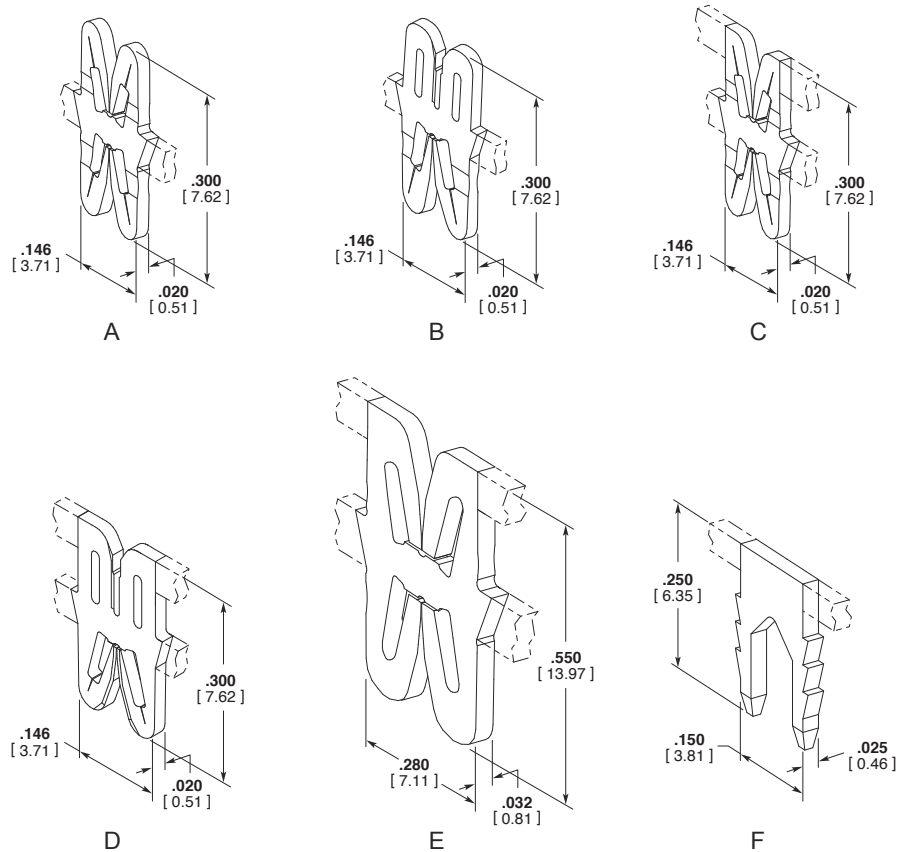 .300
[ 7.62 ]
.146
[ 3.71 ]
.020
[ 0.51 ]
A
.300
[ 7.62 ]
.146
[ 3.71 ]
.020
[ 0.51 ]
B
.300
[ 7.62 ]
.146
[ 3.71 ]
.020
[ 0.51 ]
C
.300
[ 7.62 ]
.146
[ 3.71 ]
.020
[ 0.51 ]
D
.550
[ 13.97 ]
.280
[ 7.11 ]
.032
[ 0.81 ]
E
.250
[ 6.35 ]
.150
[ 3.81 ]
.025
[ 0.46 ]
F